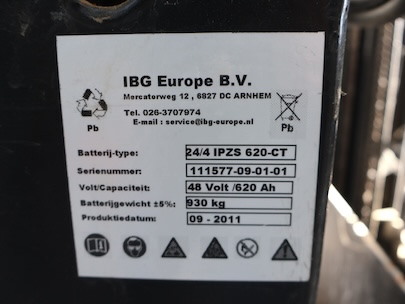 IBG Europe B.V.
Mercatorweg 12 , 6827 DC ARNHEM
Tel. 026-3707974
E-mail : service@ibg-europe.nl
Pb
Pb
Batterij-type: 24/4 IPZS 620-CT
Serienummer: 111577-09-01-01
Volt/Capaciteit: 48 Volt /620 Ah
Batterijgewicht ±5%: 930 kg
Produktiedatum: 09 - 2011